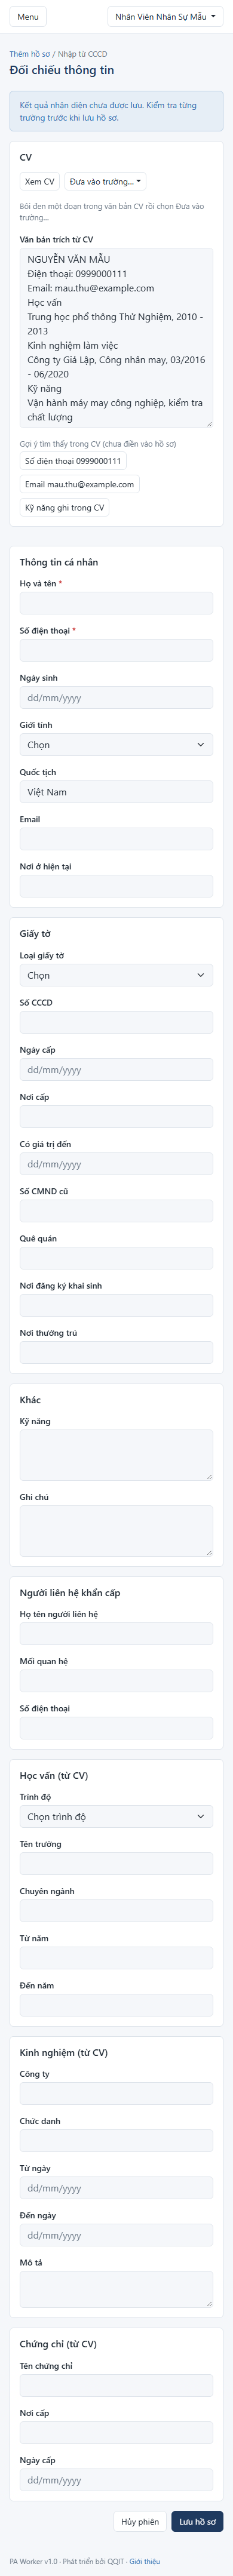 Menu
Nhân Viên Nhân Sự Mẫu
Thêm hồ sơ / Nhập từ CCCD
Đối chiếu thông tin
Kết quả nhận diện chưa được lưu. Kiểm tra từng
trường trước khi lưu hồ sơ.
CV
Xem CV
Đưa vào trường...
Bôi đen một đoạn trong văn bản CV rồi chọn Đưa vào
trường...
Văn bản trích từ CV
NGUYỄN VĂN MẪU
Điện thoại: 0999000111
Email: mau.thu@example.com
Học vấn
Trung học phổ thông Thử Nghiệm, 2010 -
2013
Kinh nghiệm làm việc
Công ty Giả Lập, Công nhân may, 03/2016
- 06/2020
Kỹ năng
Vận hành máy may công nghiệp, kiểm tra
chất lượng
Gợi ý tìm thấy trong CV (chưa điền vào hồ sơ)
Số điện thoại 0999000111
Email mau.thu@example.com
Kỹ năng ghi trong CV
Thông tin cá nhân
Họ và tên *
Số điện thoại *
Ngày sinh
dd/mm/yyyy
Giới tính
Chọn
Quốc tịch
Việt Nam
Email
Nơi ở hiện tại
Giấy tờ
Loại giấy tờ
Chọn
Số CCCD
Ngày cấp
dd/mm/yyyy
Nơi cấp
Có giá trị đến
dd/mm/yyyy
Số CMND cũ
Quê quán
Nơi đăng ký khai sinh
Nơi thường trú
Khác
Kỹ năng
Ghi chú
Người liên hệ khẩn cấp
Họ tên người liên hệ
Mối quan hệ
Số điện thoại
Học vấn (từ CV)
Trình độ
Chọn trình độ
Tên trường
Chuyên ngành
Từ năm
Đến năm
Kinh nghiệm (từ CV)
Công ty
Chức danh
Từ ngày
dd/mm/yyyy
Đến ngày
dd/mm/yyyy
Mô tả
Chứng chỉ (từ CV)
Tên chứng chỉ
Nơi cấp
Ngày cấp
dd/mm/yyyy
Hủy phiên
Lưu hồ sơ
PA Worker v1.0 · Phát triển bởi QQIT · Giới thiệu